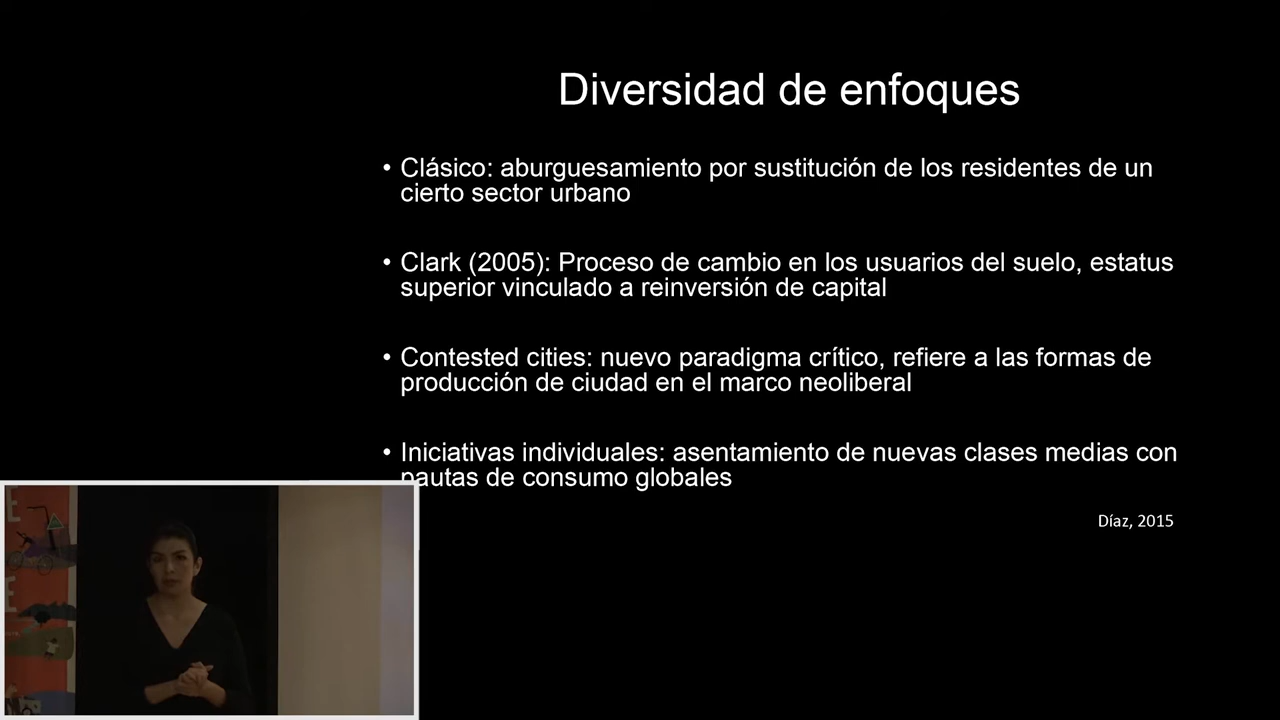 Diversidad de enfoques
• Clásico: aburguesamiento por sustitución de los residentes de un
cierto sector urbano
• Clark (2005): Proceso de cambio en los usuarios del suelo, estatus
superior vinculado a reinversión de capital
• Contested cities: nuevo paradigma crítico, refiere a las formas de
producción de ciudad en el marco neoliberal
• Iniciativas individuales: asentamiento de nuevas clases medias con
pautas de consumo globales
Díaz, 2015
E
E